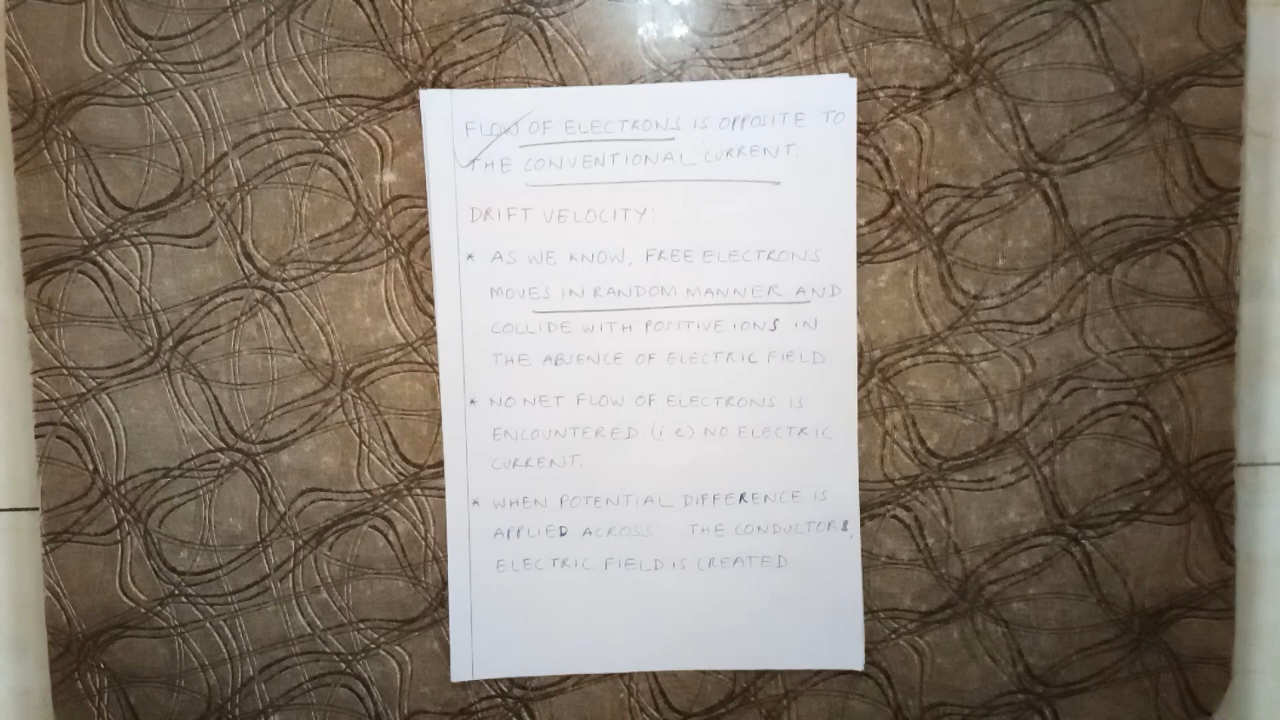 FLOW OF ELECTRONS IS OPPOSITE TO
THE CONVENTIONAL CURRENT.
DRIFT VELOCITY:
* AS WE KNOW, FREE ELECTRONS
MOVES IN RANDOM MANNER AND
COLLIDE WITH POSITIVE IONS IN
THE ABSENCE OF ELECTRIC FIELD
* NO NET FLOW OF ELECTRONS IS
ENCOUNTERED. (i e) NO ELECTRIC
CURRENT.
* WHEN POTENTIAL DIFFERENCE IS
APPLIED ACROSS THE CONDUCTOR,
ELECTRIC FIELD IS CREATED